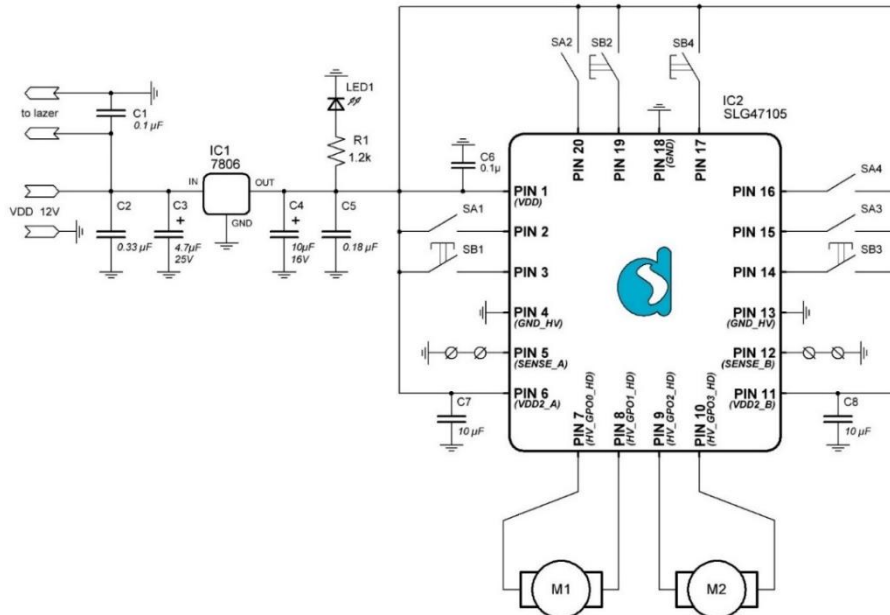 SA2
SB2
SB4
LED1
IC2
SLG47105
to lazer
C1
0.1 µF
R1
1.2k
IC1
7806
IN
OUT
GND
C6
0.1µ
PIN 20
PIN 19
PIN 18
(GND)
PIN 17
PIN 1
(VDD)
PIN 16
SA4
VDD 12V
C2
0.33 µF
C3
+
4.7µF
25V
C4
+
10µF
16V
C5
0.18 µF
SA1
PIN 2
PIN 15
SA3
SB1
PIN 3
PIN 14
SB3
PIN 4
(GND_HV)
PIN 13
(GND_HV)
PIN 5
(SENSE_A)
PIN 12
(SENSE_B)
PIN 6
(VDD2_A)
PIN 11
(VDD2_B)
C7
10 µF
C8
10 µF
PIN 7
(HV_GPO0_HD)
PIN 8
(HV_GPO1_HD)
PIN 9
(HV_GPO2_HD)
PIN 10
(HV_GPO3_HD)
M1
M2